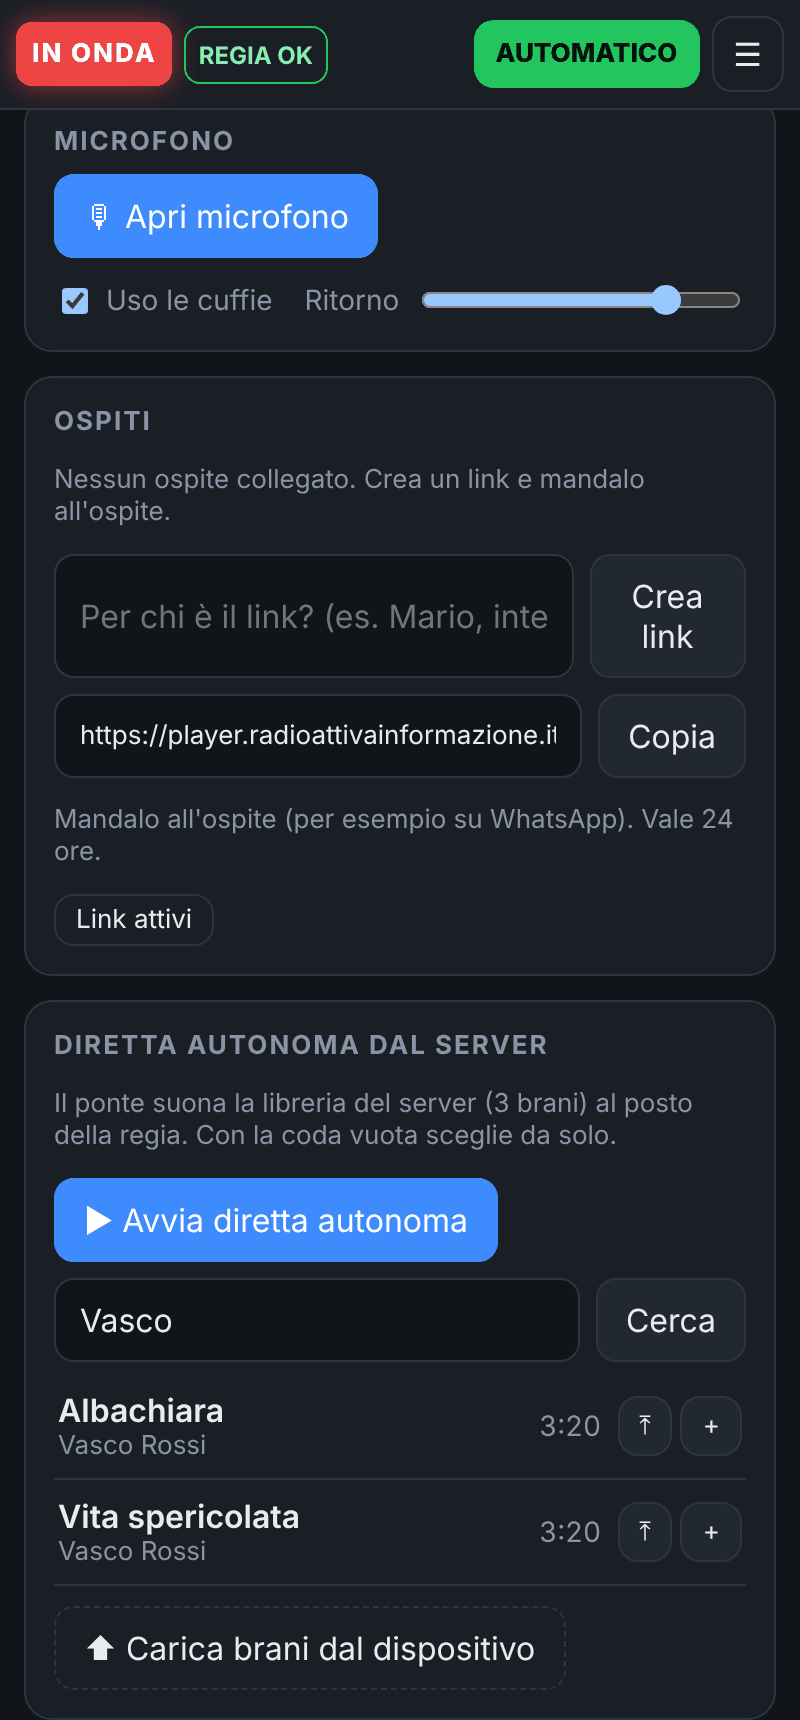 IN ONDA
REGIA OK
AUTOMATICO
☰
MICROFONO
🎙 Apri microfono
Uso le cuffie Ritorno
OSPITI
Nessun ospite collegato. Crea un link e mandalo
all'ospite.
Per chi è il link? (es. Mario, inte
Crea
link
https://player.radioattivainformazione.it
Copia
Mandalo all'ospite (per esempio su WhatsApp). Vale 24
ore.
Link attivi
DIRETTA AUTONOMA DAL SERVER
Il ponte suona la libreria del server (3 brani) al posto
della regia. Con la coda vuota sceglie da solo.
▶ Avvia diretta autonoma
Vasco
Cerca
Albachiara
Vasco Rossi
3:20 ⤒ +
Vita spericolata
Vasco Rossi
3:20 ⤒ +
⬆ Carica brani dal dispositivo